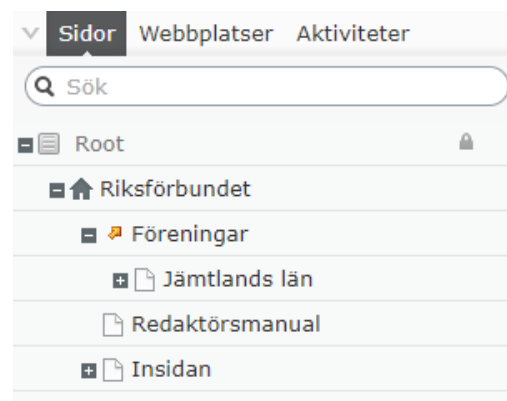 Sidor Webbplatser Aktiviteter
Sök
Root
Riksförbundet
Föreningar
Jämtlands län
Redaktörsmanual
Insidan